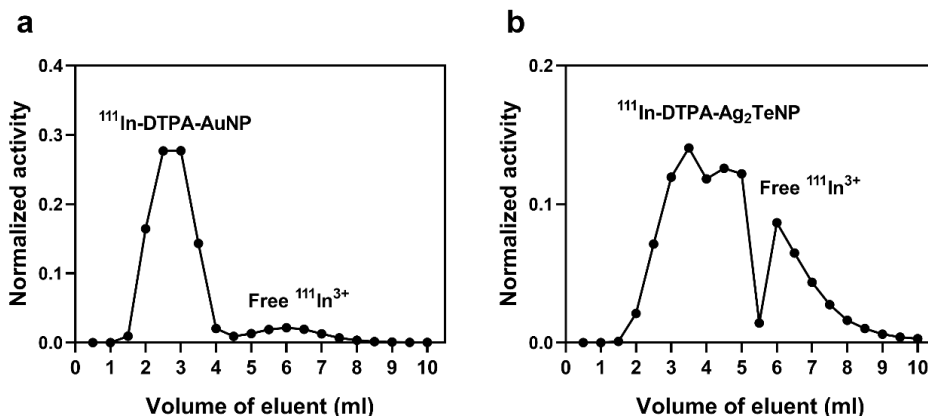 a
0.4
0.3
0.2
0.1
0.0
Normalized activity
¹¹¹In-DTPA-AuNP
Free ¹¹¹In³⁺
0 1 2 3 4 5 6 7 8 9 10
Volume of eluent (ml)
b
0.2
0.1
0.0
Normalized activity
¹¹¹In-DTPA-Ag₂TeNP
Free ¹¹¹In³⁺
0 1 2 3 4 5 6 7 8 9 10
Volume of eluent (ml)